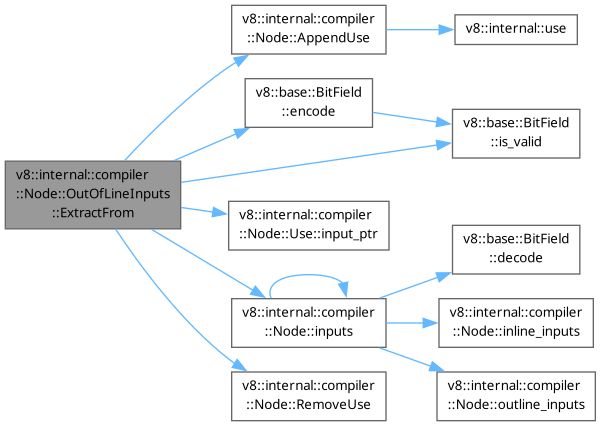 v8::internal::compiler
::Node::OutOfLineInputs
::ExtractFrom
v8::internal::compiler
::Node::AppendUse
v8::internal::use
v8::base::BitField
::encode
v8::base::BitField
::is_valid
v8::internal::compiler
::Node::Use::input_ptr
v8::internal::compiler
::Node::inputs
v8::base::BitField
::decode
v8::internal::compiler
::Node::inline_inputs
v8::internal::compiler
::Node::outline_inputs
v8::internal::compiler
::Node::RemoveUse